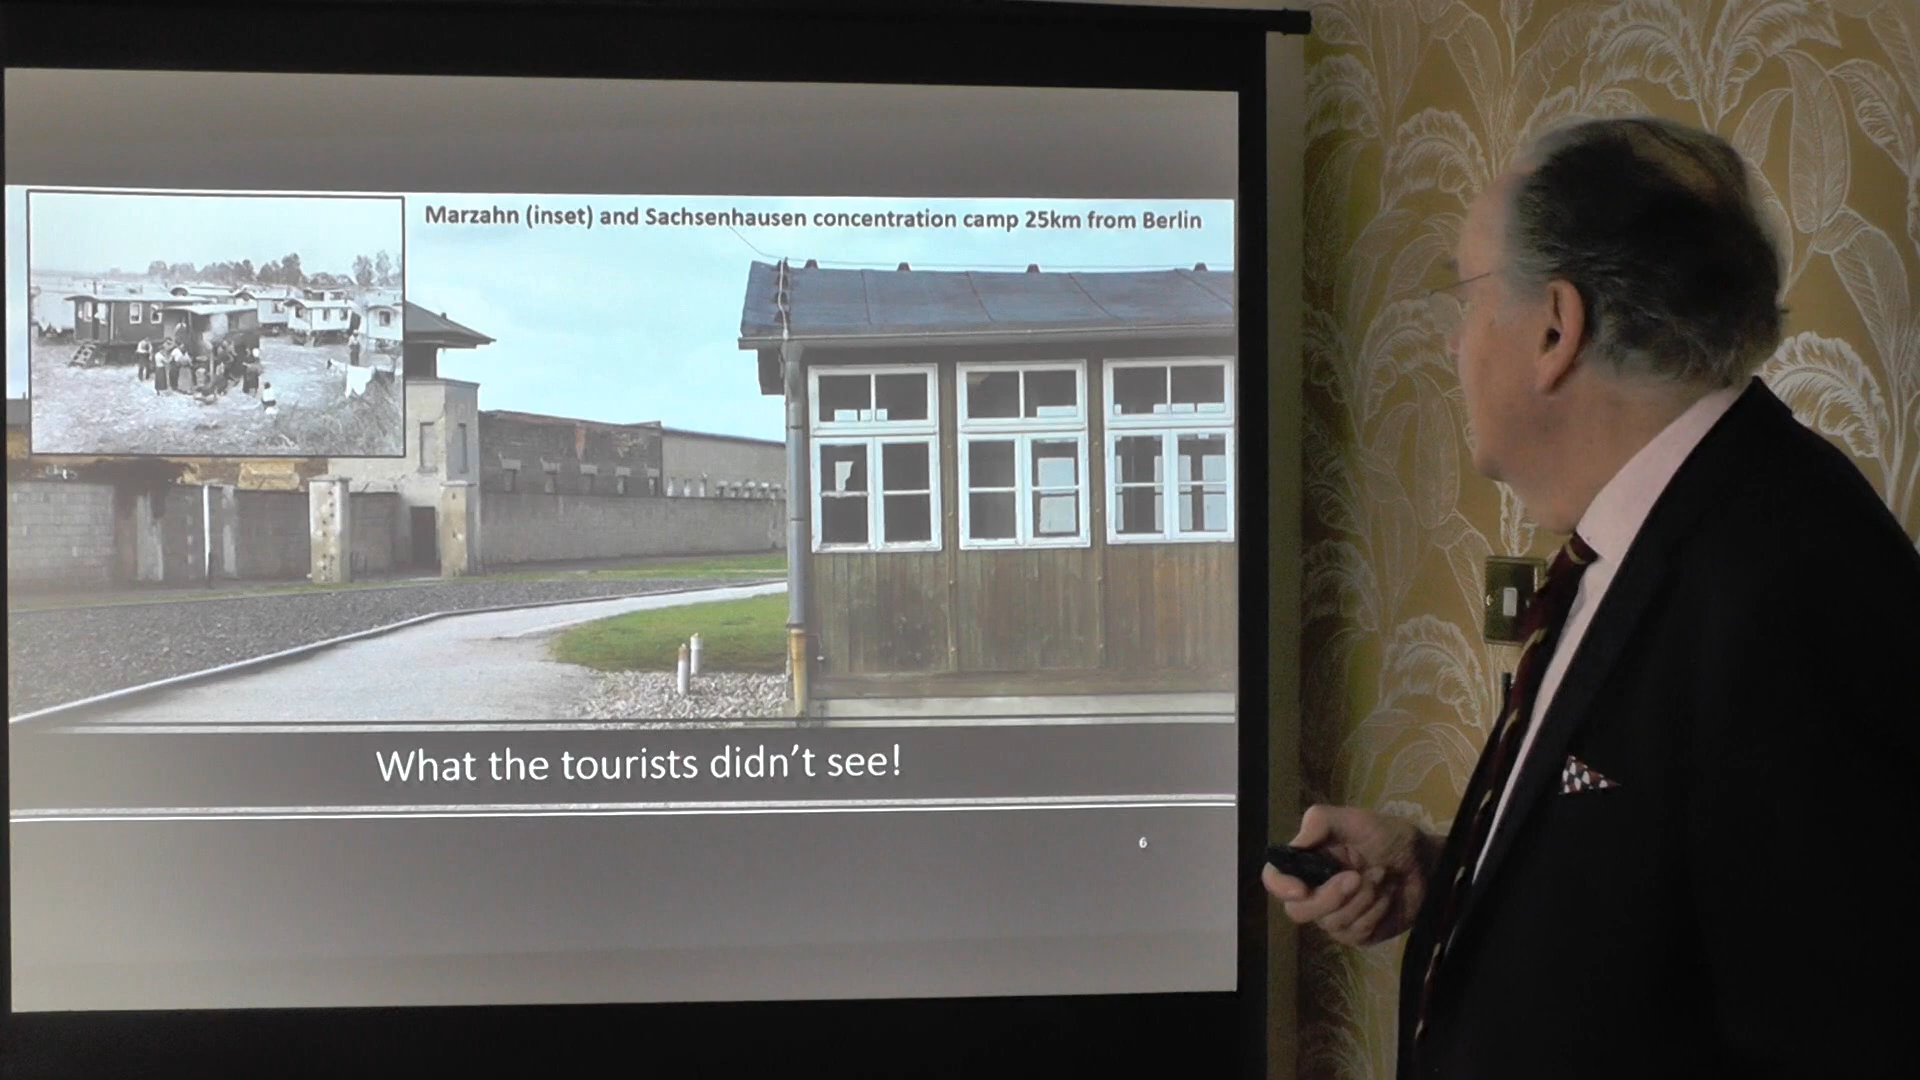 Marzahn (inset) and Sachsenhausen concentration camp 25km from Berlin
What the tourists didn't see!
6